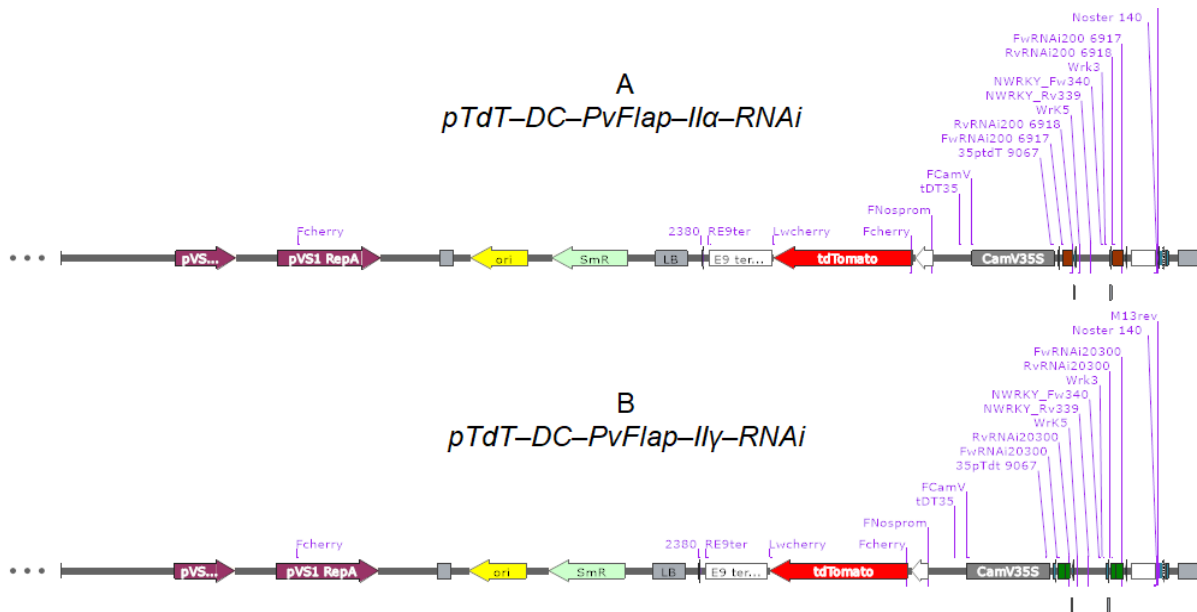 Noster 140
FwRNAi200 6917
RvRNAi200 6918
Wrk3
NWRKY_Fw340
NWRKY_Rv339
WrK5
RvRNAi200 6918
FwRNAi200 6917
35ptdT 9067
FCamV
tDT35
FNosprom
A
pTdT–DC–PvFlap–IIα–RNAi
Fcherry
2380
RE9ter
Lwcherry
Fcherry
pVS...
pVS1 RepA
ori
SmR
LB
E9 ter...
tdTomato
CamV35S
M13rev
Noster 140
FwRNAi20300
RvRNAi20300
Wrk3
NWRKY_Fw340
NWRKY_Rv339
WrK5
RvRNAi20300
FwRNAi20300
35pTdt 9067
FCamV
tDT35
FNosprom
B
pTdT–DC–PvFlap–IIγ–RNAi
Fcherry
2380
RE9ter
Lwcherry
Fcherry
pVS...
pVS1 RepA
ori
SmR
LB
E9 ter...
tdTomato
CamV35S